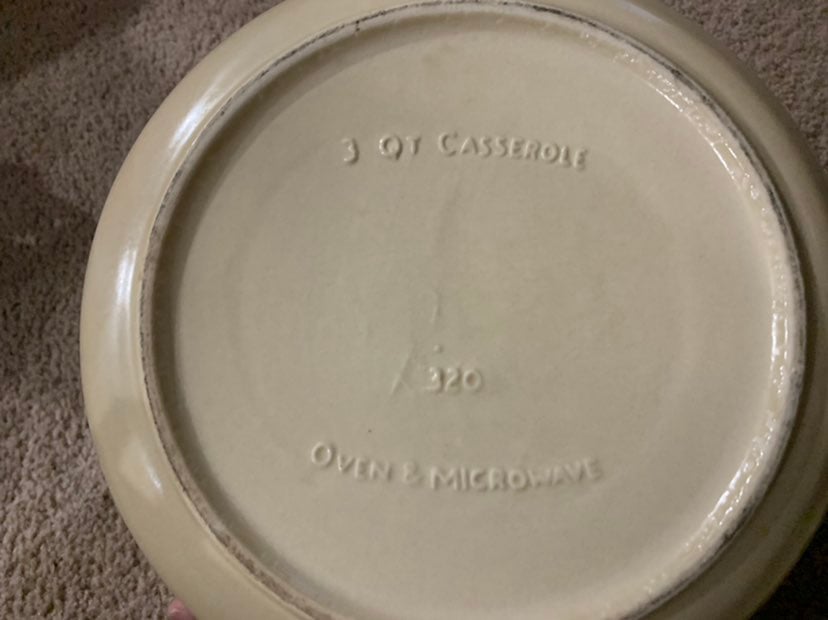 3 QT CASSEROLE
320
OVEN & MICROWAVE